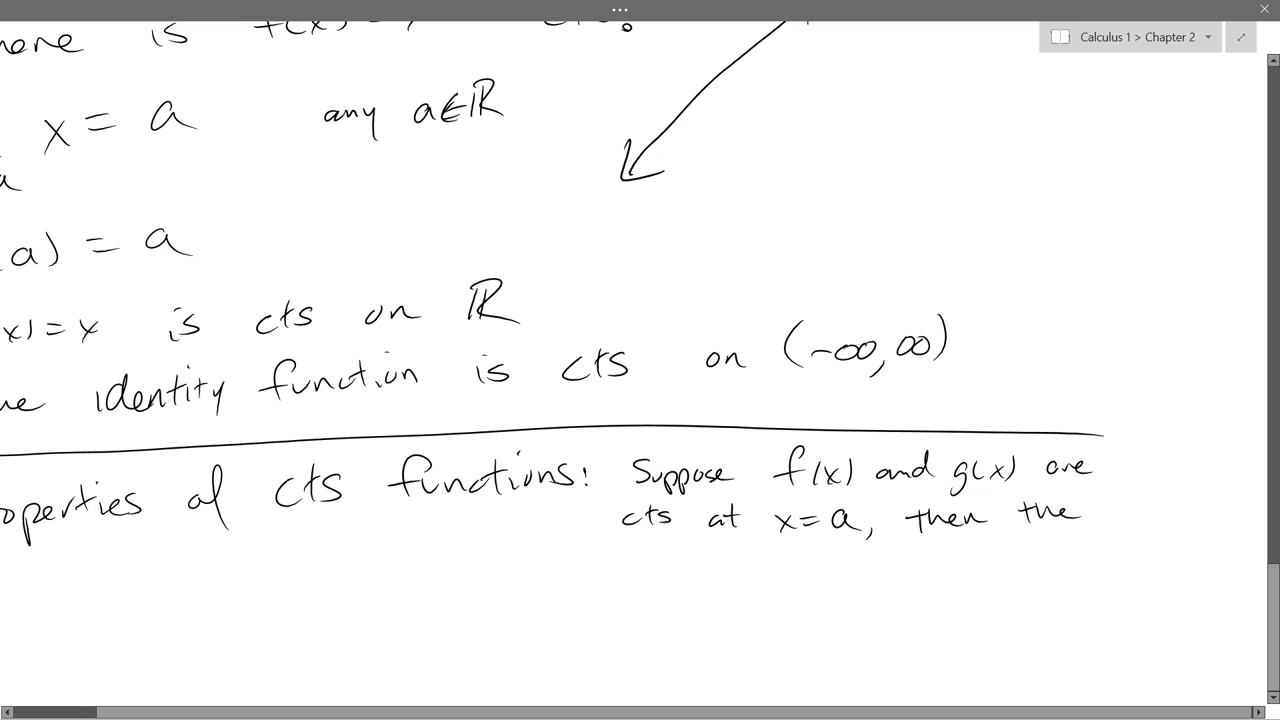 Calculus 1 > Chapter 2
is
x = a any a∈ℝ
a) = a
x) = x is cts on ℝ
identity function is cts on (-∞,∞)
operties of cts functions: Suppose f(x) and g(x) are
cts at x=a, then the